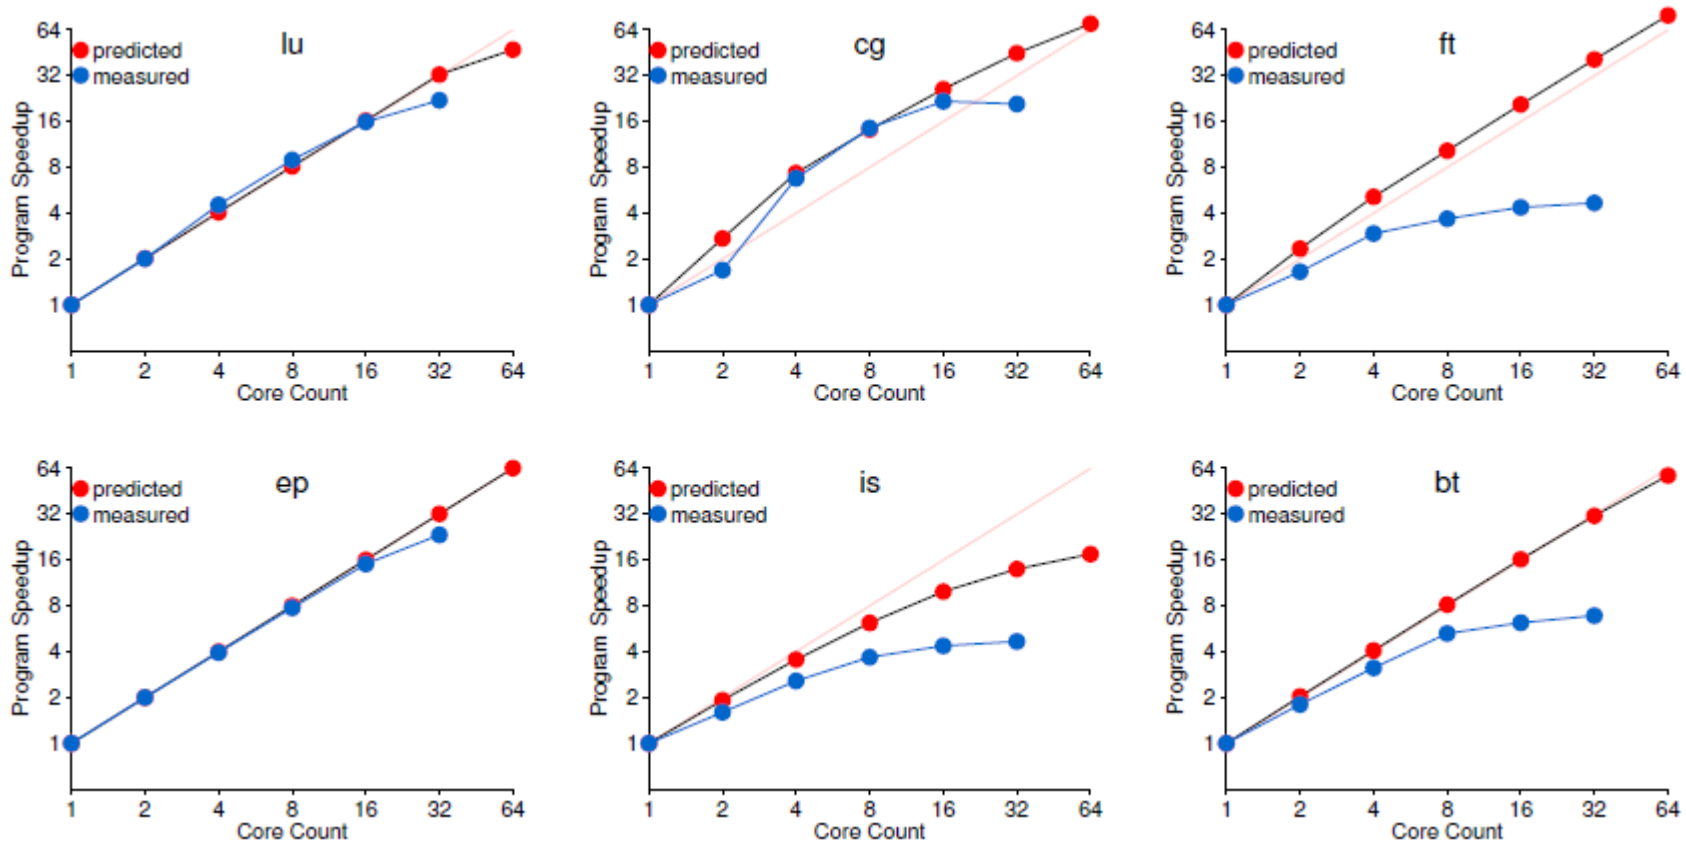 lu
predicted
measured
64
32
16
8
4
2
1
Program Speedup
1 2 4 8 16 32 64
Core Count
cg
predicted
measured
64
32
16
8
4
2
1
Program Speedup
1 2 4 8 16 32 64
Core Count
ft
predicted
measured
64
32
16
8
4
2
1
Program Speedup
1 2 4 8 16 32 64
Core Count
ep
predicted
measured
64
32
16
8
4
2
1
Program Speedup
1 2 4 8 16 32 64
Core Count
is
predicted
measured
64
32
16
8
4
2
1
Program Speedup
1 2 4 8 16 32 64
Core Count
bt
predicted
measured
64
32
16
8
4
2
1
Program Speedup
1 2 4 8 16 32 64
Core Count